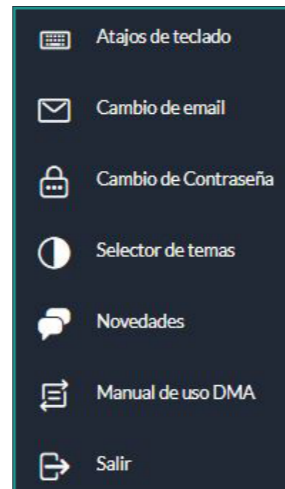 Atajos de teclado
Cambio de email
Cambio de Contraseña
Selector de temas
Novedades
Manual de uso DMA
Salir